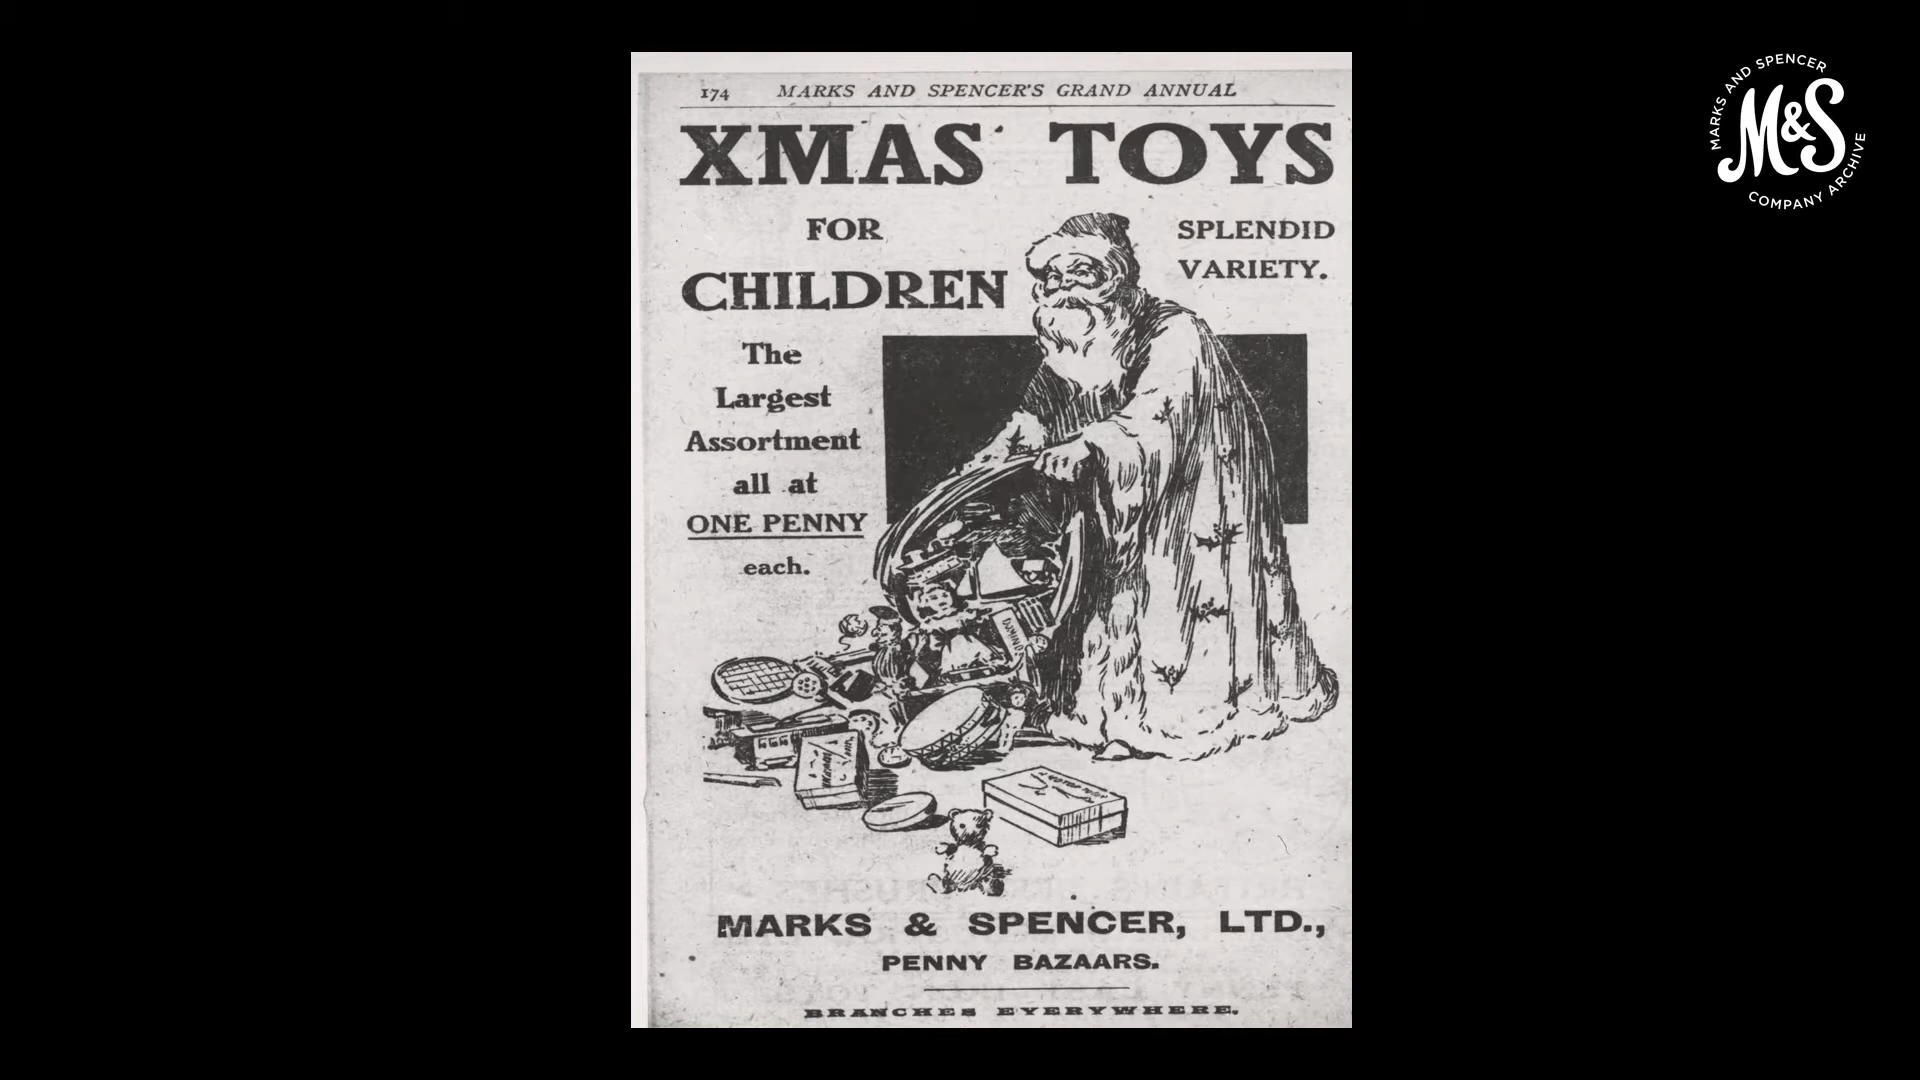 174 MARKS AND SPENCER'S GRAND ANNUAL
XMAS TOYS
FOR
CHILDREN
SPLENDID
VARIETY.
The
Largest
Assortment
all at
ONE PENNY
each.
MARKS & SPENCER, LTD.,
PENNY BAZAARS.
BRANCHES EVERYWHERE.
MARKS AND SPENCER
M&S
COMPANY ARCHIVE